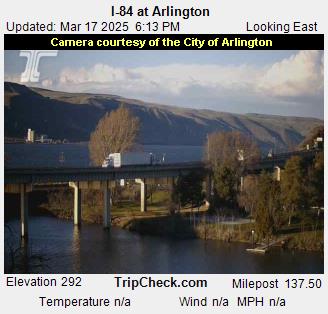 I-84 at Arlington
Updated: Mar 17 2025 6:13 PM Looking East
Camera courtesy of the City of Arlington
Elevation 292 TripCheck.com Milepost 137.50
Temperature n/a Wind n/a MPH n/a